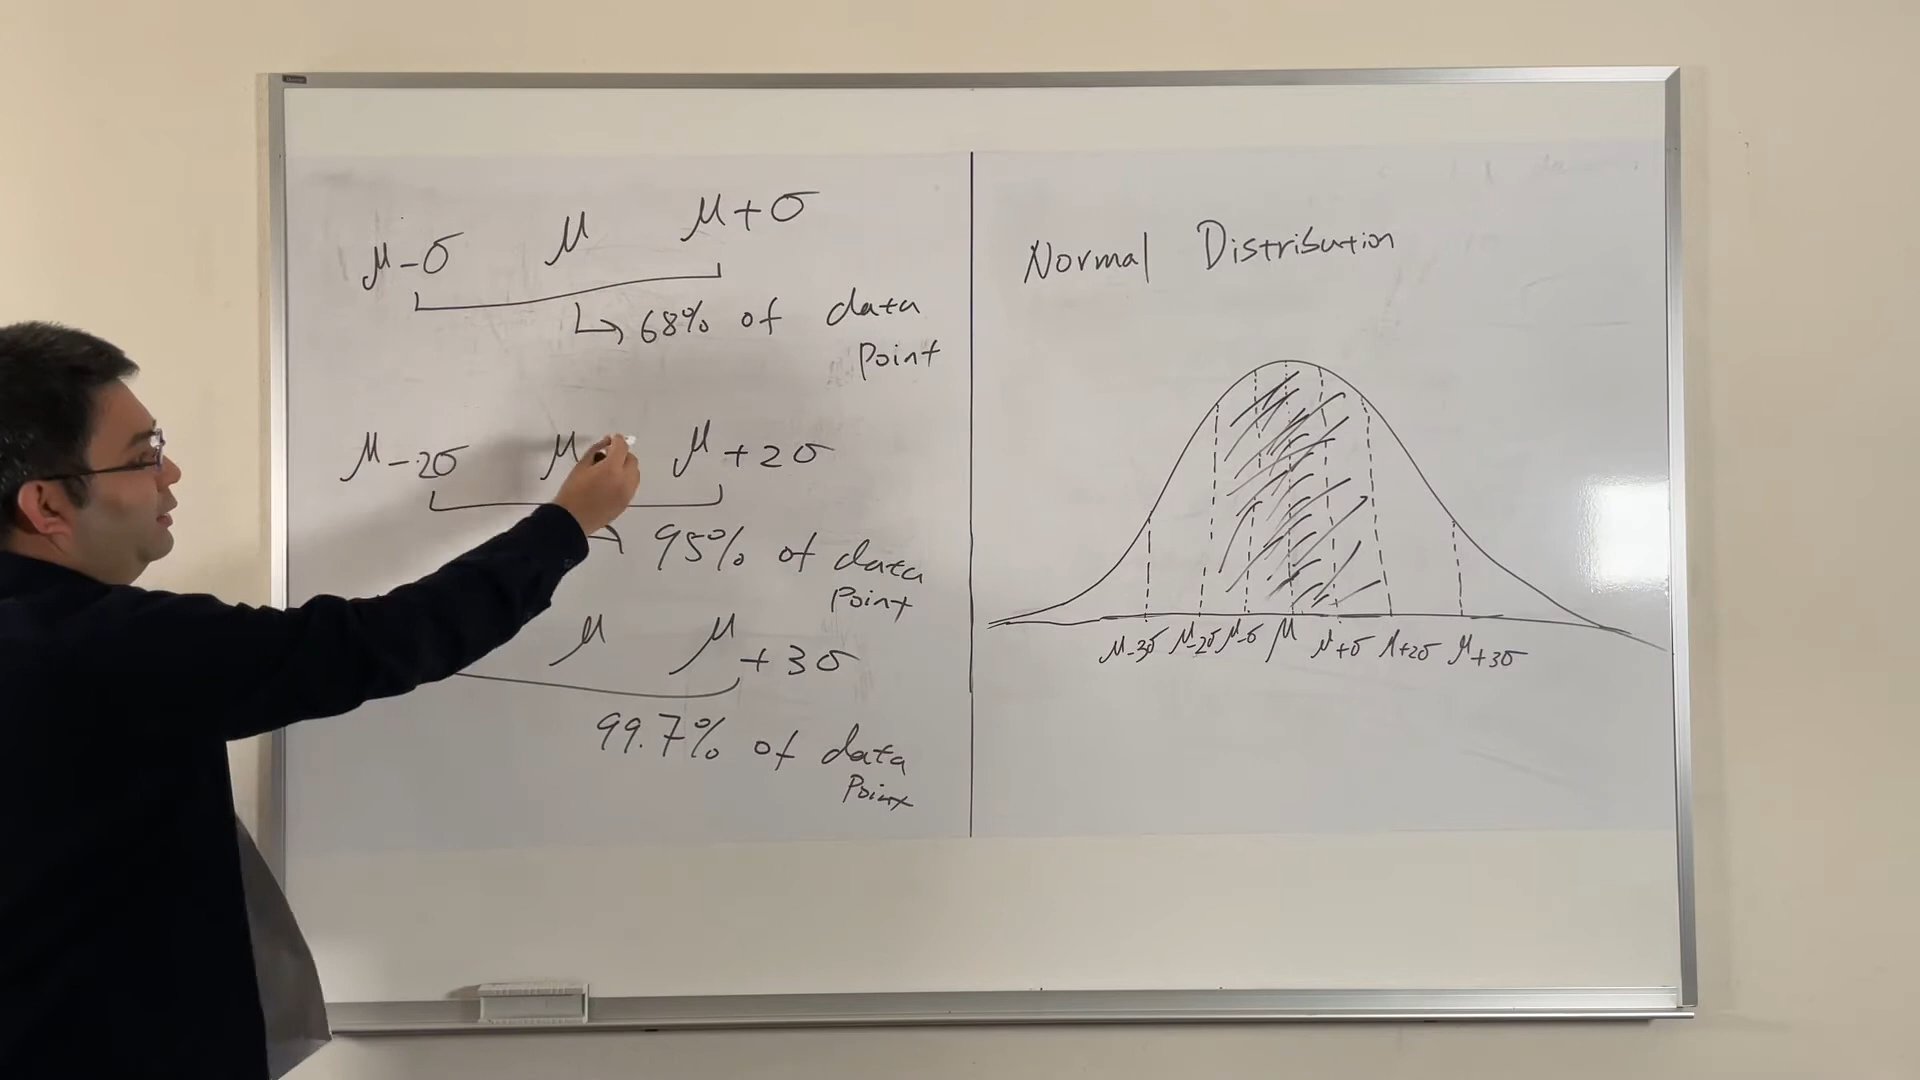 μ-σ μ μ+σ
68% of data
Point
μ-2σ μ μ+2σ
95% of data
Point
μ μ+3σ
99.7% of data
Point
Normal Distribution
μ-3σ μ-2σ μ-σ μ μ+σ μ+2σ μ+3σ